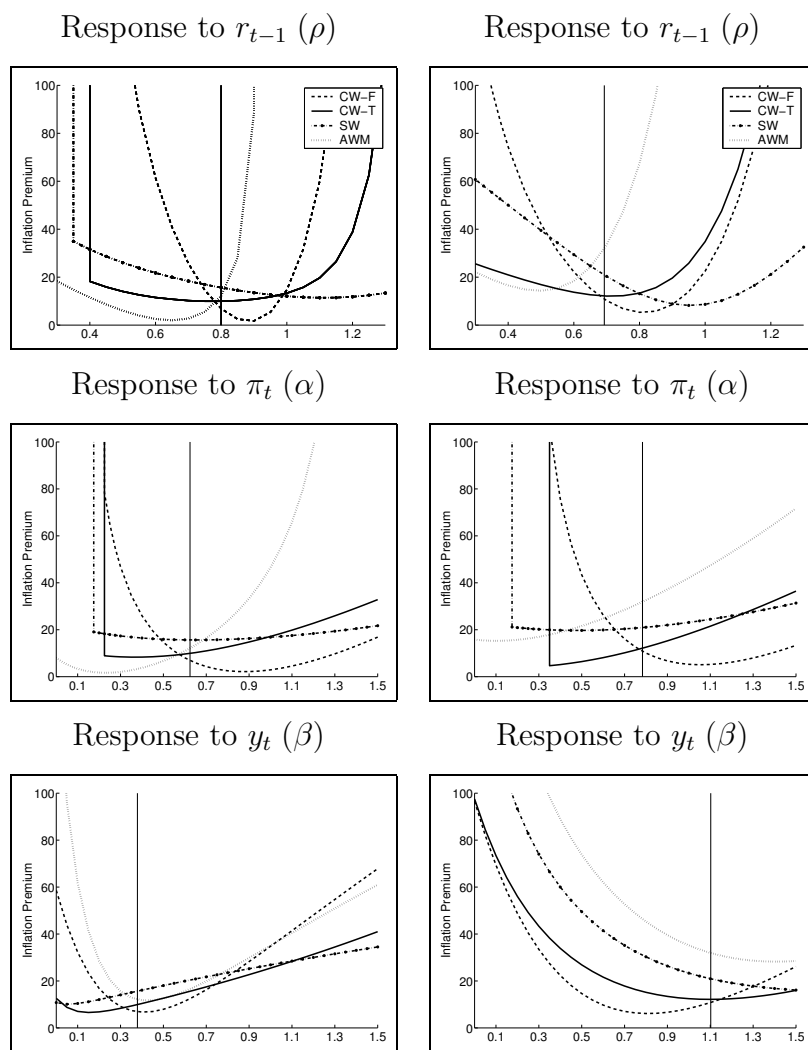 Response to r_{t−1} (ρ)
Response to r_{t−1} (ρ)
100
80
60
40
20
0
Inflation Premium
CW−F
CW−T
SW
AWM
0.4 0.6 0.8 1 1.2
100
80
60
40
20
0
Inflation Premium
CW−F
CW−T
SW
AWM
0.4 0.6 0.8 1 1.2
Response to π_t (α)
Response to π_t (α)
100
80
60
40
20
0
Inflation Premium
0.1 0.3 0.5 0.7 0.9 1.1 1.3 1.5
100
80
60
40
20
0
Inflation Premium
0.1 0.3 0.5 0.7 0.9 1.1 1.3 1.5
Response to y_t (β)
Response to y_t (β)
100
80
60
40
20
0
Inflation Premium
0.1 0.3 0.5 0.7 0.9 1.1 1.3 1.5
100
80
60
40
20
0
Inflation Premium
0.1 0.3 0.5 0.7 0.9 1.1 1.3 1.5